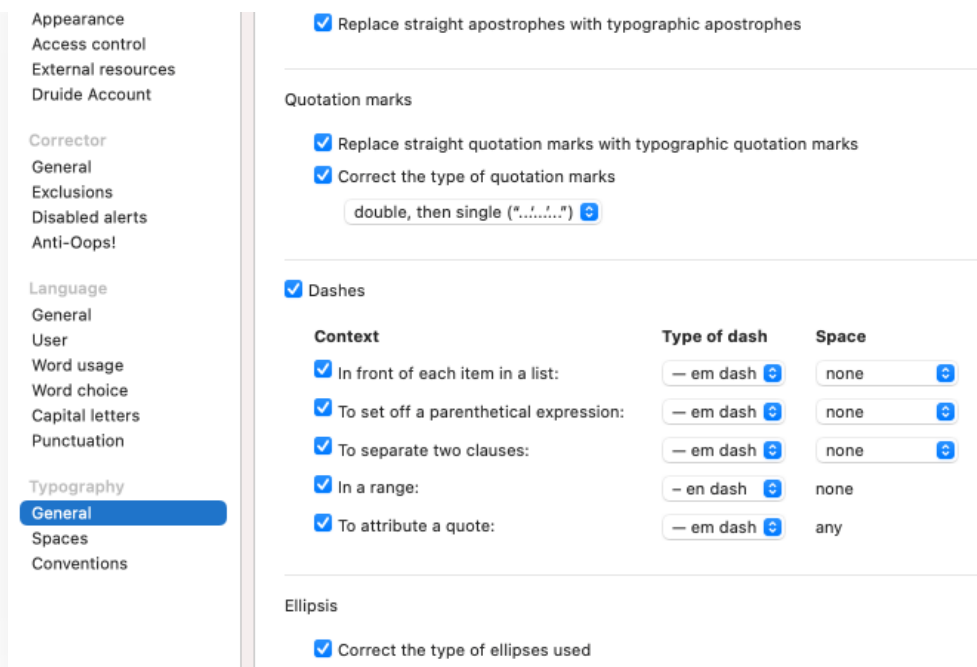 Appearance
Access control
External resources
Druide Account
Corrector
General
Exclusions
Disabled alerts
Anti-Oops!
Language
General
User
Word usage
Word choice
Capital letters
Punctuation
Typography
General
Spaces
Conventions
Replace straight apostrophes with typographic apostrophes
Quotation marks
Replace straight quotation marks with typographic quotation marks
Correct the type of quotation marks
double, then single (“...‘...’...”)
Dashes
Context Type of dash Space
In front of each item in a list: — em dash none
To set off a parenthetical expression: — em dash none
To separate two clauses: — em dash none
In a range: – en dash none
To attribute a quote: — em dash any
Ellipsis
Correct the type of ellipses used